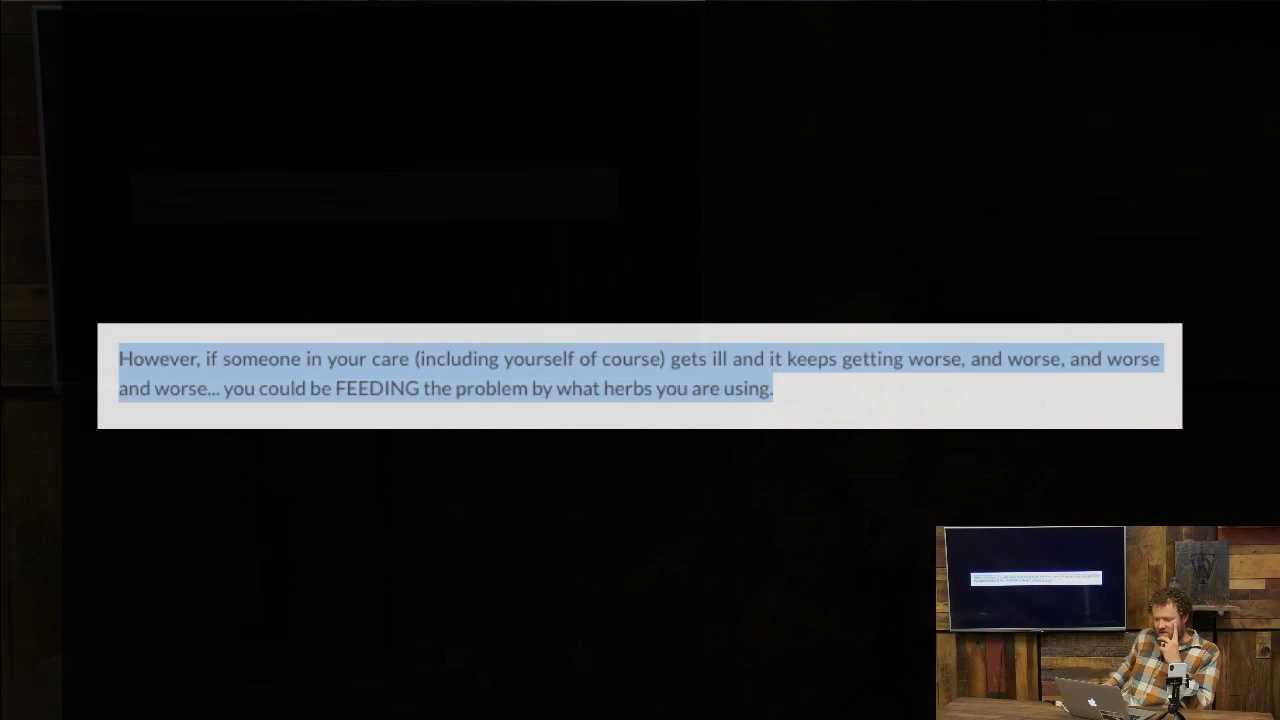 However, if someone in your care (including yourself of course) gets ill and it keeps getting worse, and worse, and worse
and worse... you could be FEEDING the problem by what herbs you are using.